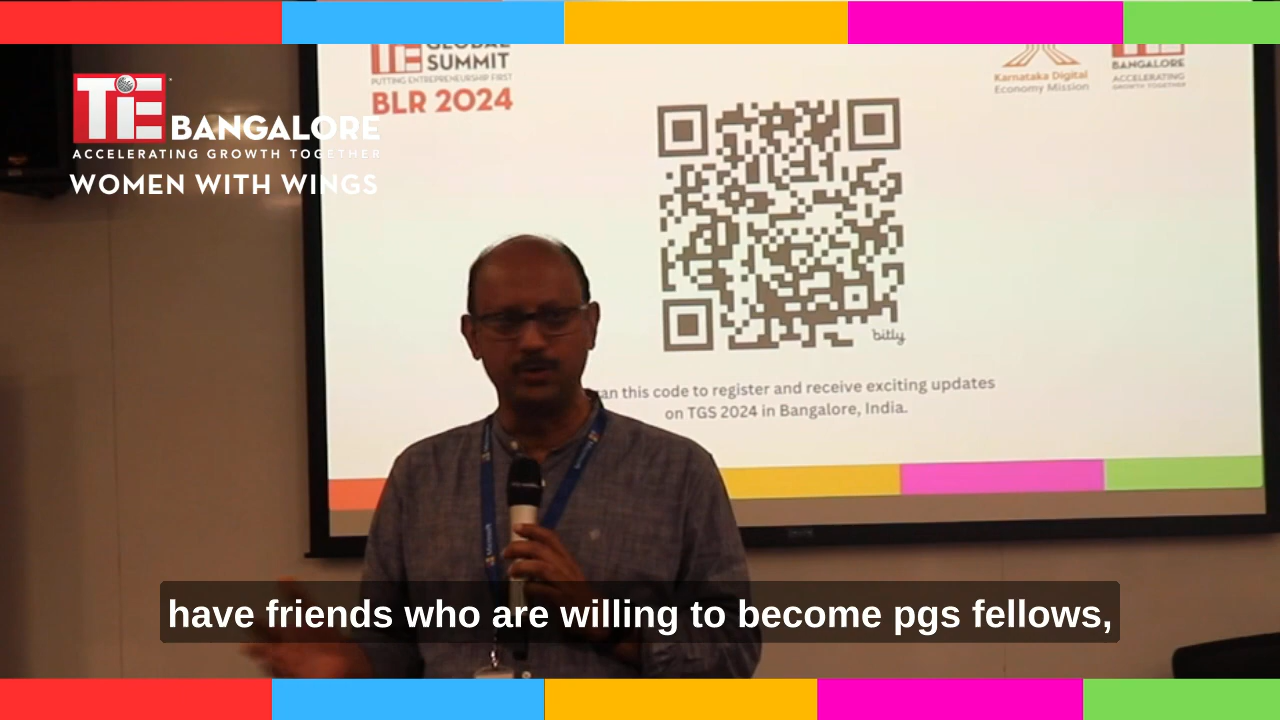 TiE BANGALORE
ACCELERATING GROWTH TOGETHER
WOMEN WITH WINGS
TiE GLOBAL
SUMMIT
PUTTING ENTREPRENEURSHIP FIRST
BLR 2024
Karnataka Digital
Economy Mission
BANGALORE
ACCELERATING
GROWTH TOGETHER
bitly
an this code to register and receive exciting updates
on TGS 2024 in Bangalore, India.
have friends who are willing to become pgs fellows,